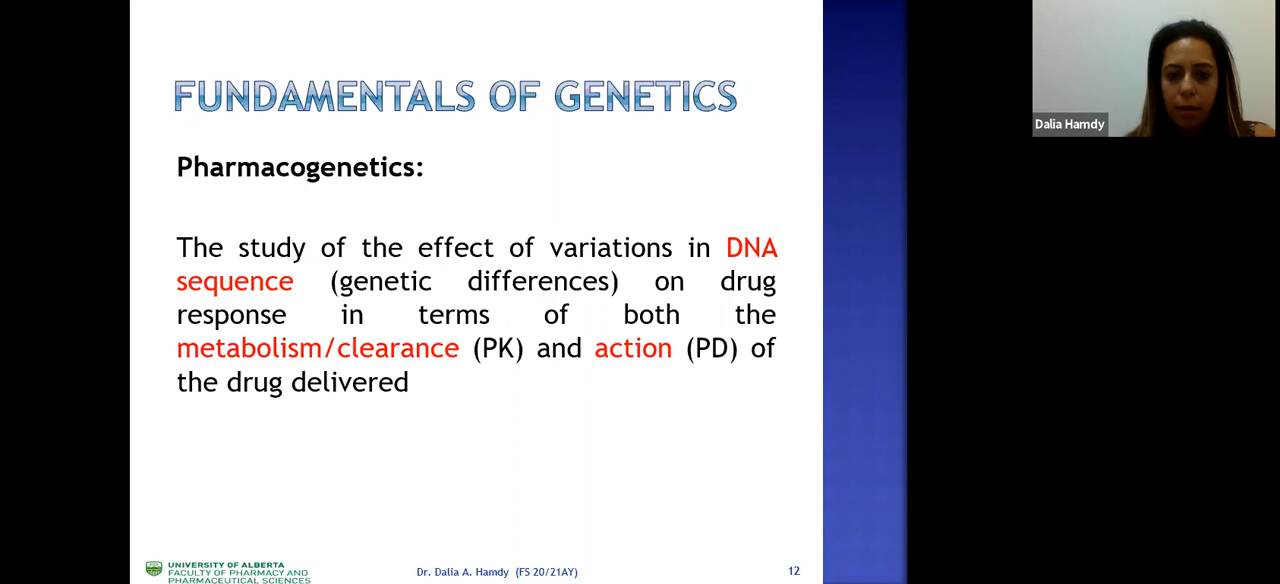 FUNDAMENTALS OF GENETICS
Dalia Hamdy
Pharmacogenetics:
The study of the effect of variations in DNA
sequence (genetic differences) on drug
response in terms of both the
metabolism/clearance (PK) and action (PD) of
the drug delivered
UNIVERSITY OF ALBERTA
FACULTY OF PHARMACY AND
PHARMACEUTICAL SCIENCES
Dr. Dalia A. Hamdy (FS 20/21AY)
12